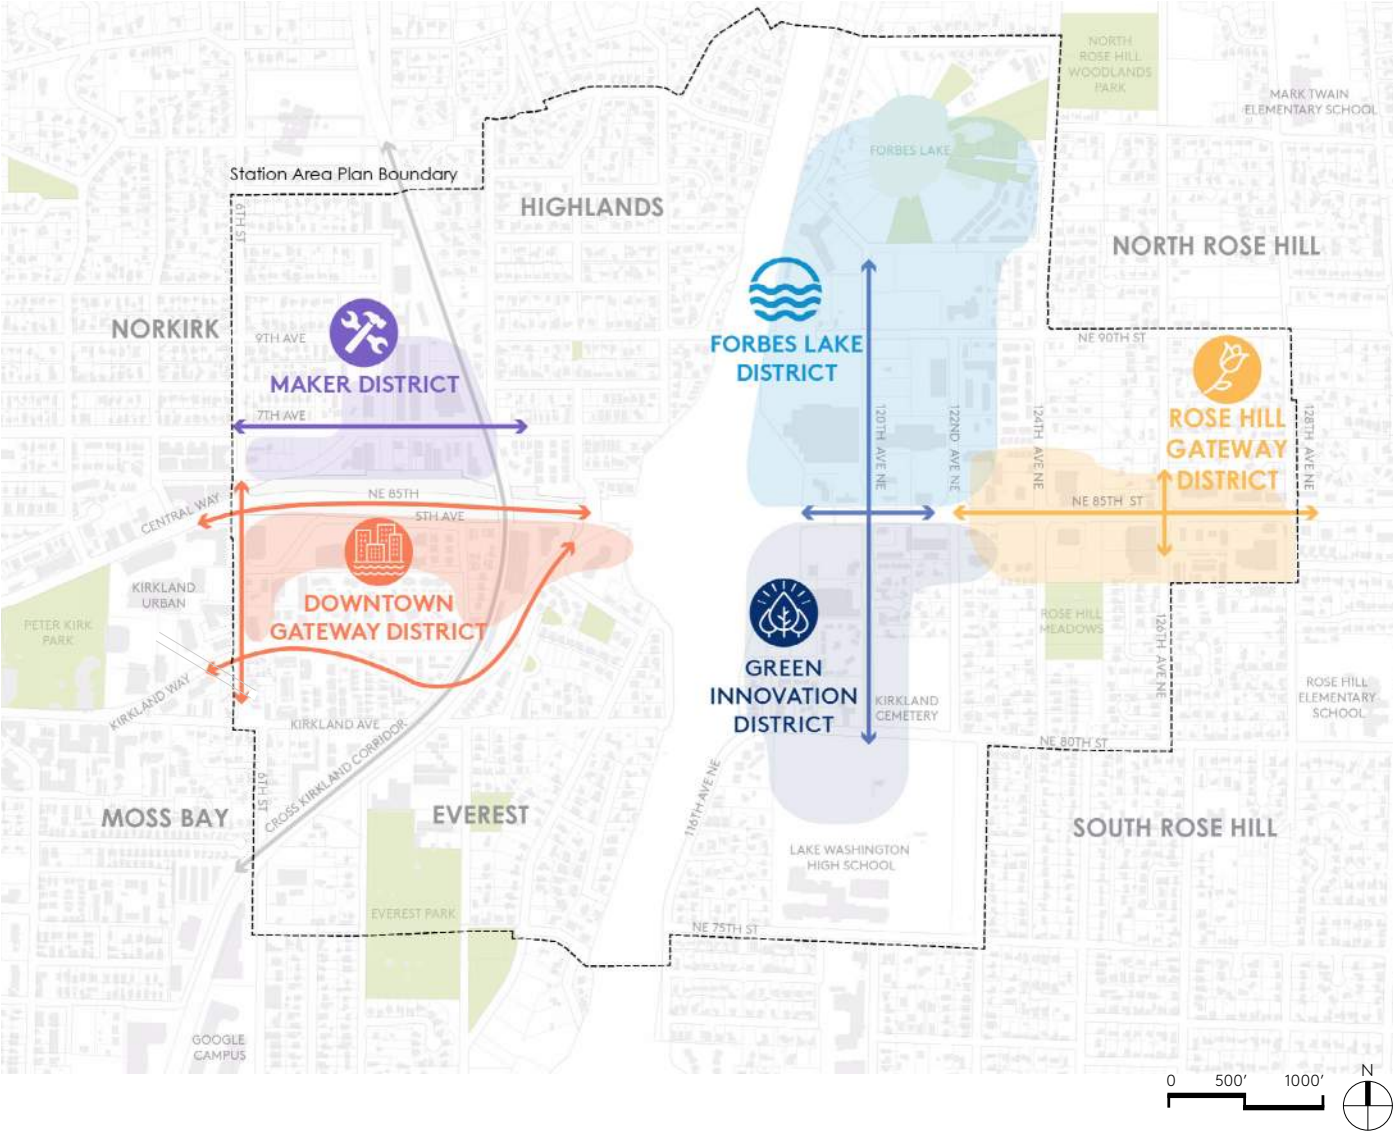 NORTH
ROSE HILL
WOODLANDS
PARK
MARK TWAIN
ELEMENTARY SCHOOL
FORBES LAKE
Station Area Plan Boundary
6TH ST
HIGHLANDS
NORTH ROSE HILL
NORKIRK
9TH AVE
MAKER DISTRICT
7TH AVE
FORBES LAKE
DISTRICT
NE 90TH ST
120TH AVE NE
122ND AVE NE
124TH AVE NE
128TH AVE NE
ROSE HILL
GATEWAY
DISTRICT
CENTRAL WAY
NE 85TH
5TH AVE
NE 85TH ST
KIRKLAND
URBAN
PETER KIRK
PARK
DOWNTOWN
GATEWAY DISTRICT
ROSE HILL
MEADOWS
126TH AVE NE
GREEN
INNOVATION
DISTRICT
KIRKLAND
CEMETERY
ROSE HILL
ELEMENTARY
SCHOOL
KIRKLAND WAY
KIRKLAND AVE
CROSS KIRKLAND CORRIDOR
NE 80TH ST
6TH ST
116TH AVE NE
MOSS BAY
EVEREST
SOUTH ROSE HILL
LAKE WASHINGTON
HIGH SCHOOL
EVEREST PARK
NE 75TH ST
GOOGLE
CAMPUS
0 500' 1000'
N